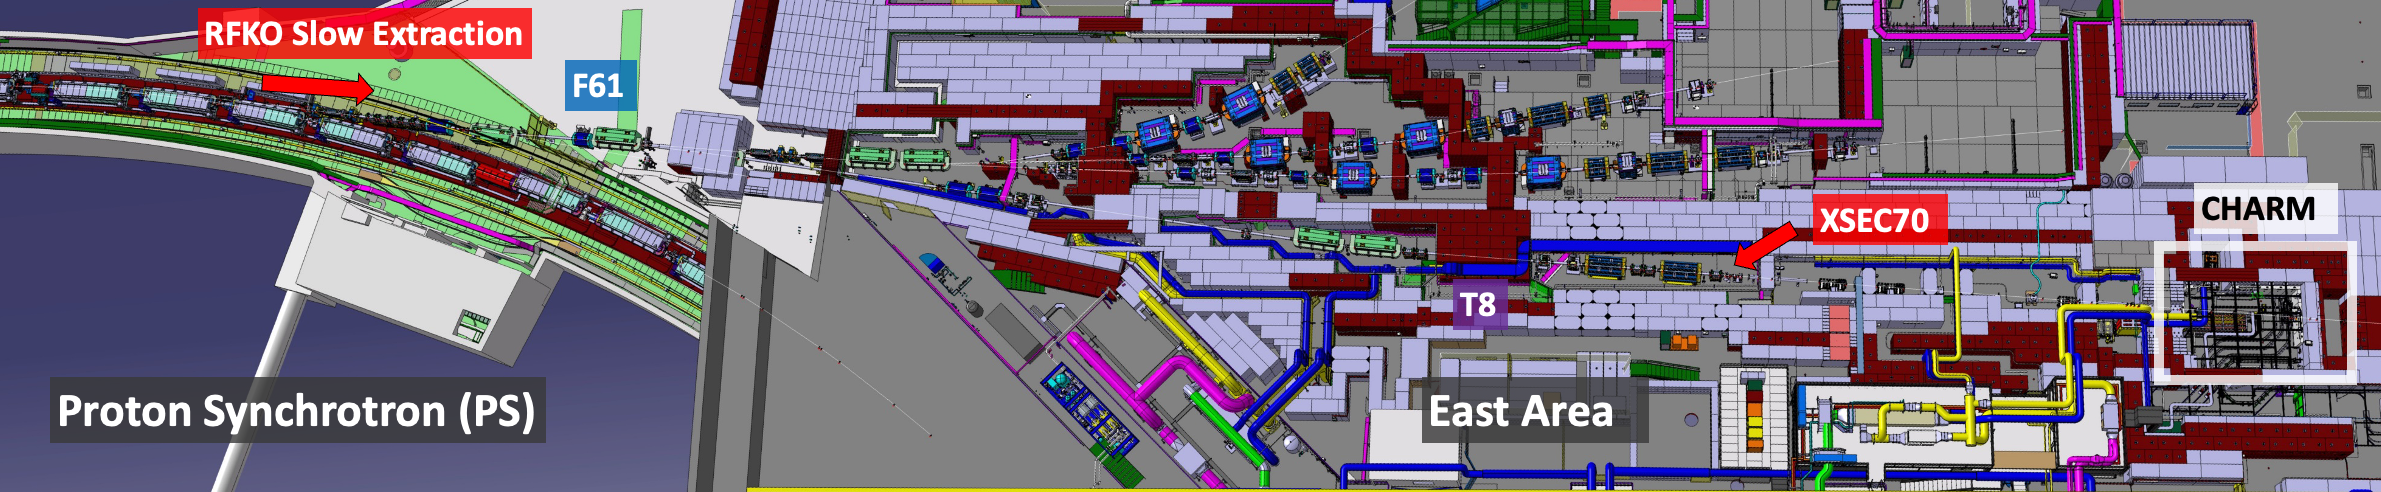 RFKO Slow Extraction
F61
XSEC70
CHARM
T8
Proton Synchrotron (PS)
East Area